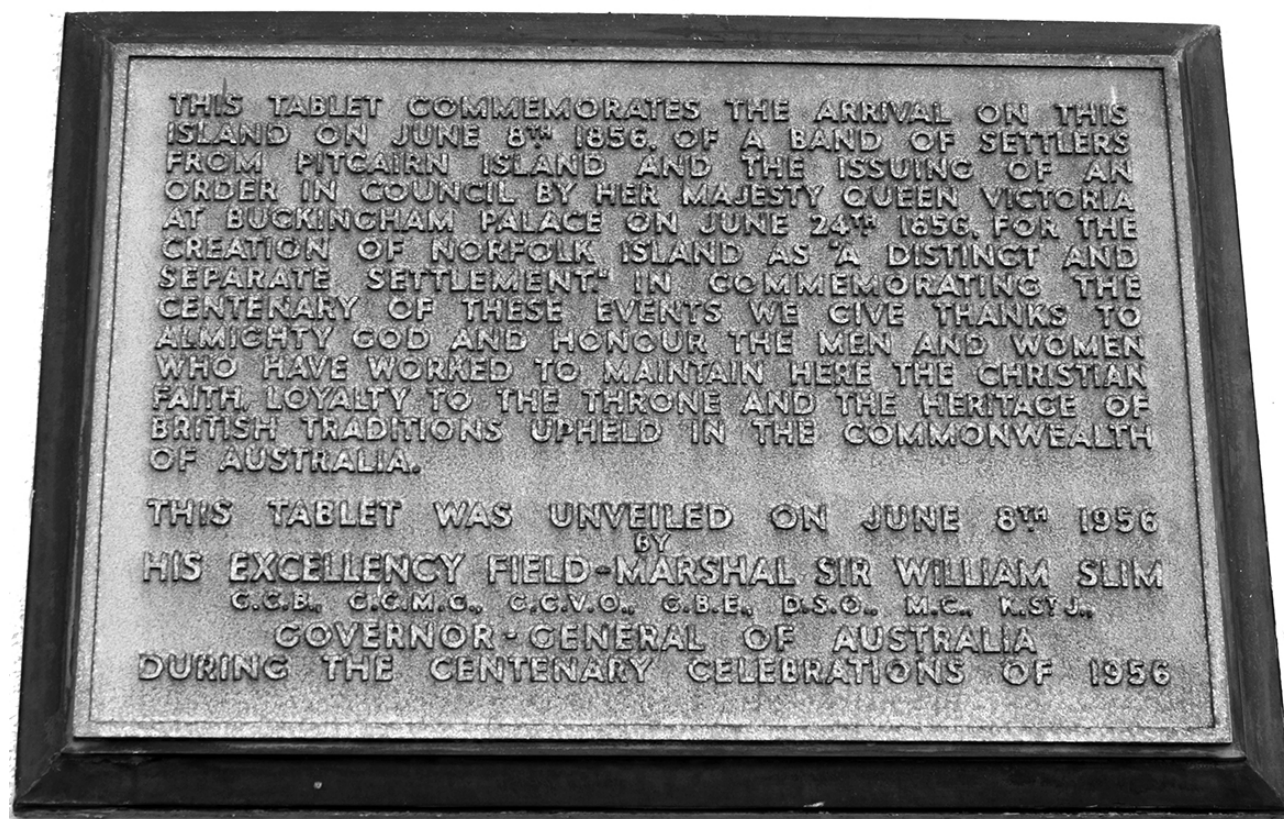 THIS TABLET COMMEMORATES THE ARRIVAL ON THIS
ISLAND ON JUNE 8TH 1856, OF A BAND OF SETTLERS
FROM PITCAIRN ISLAND AND THE ISSUING OF AN
ORDER IN COUNCIL BY HER MAJESTY QUEEN VICTORIA
AT BUCKINGHAM PALACE ON JUNE 24TH 1856, FOR THE
CREATION OF NORFOLK ISLAND AS "A DISTINCT AND
SEPARATE SETTLEMENT." IN COMMEMORATING THE
CENTENARY OF THESE EVENTS WE GIVE THANKS TO
ALMIGHTY GOD AND HONOUR THE MEN AND WOMEN
WHO HAVE WORKED TO MAINTAIN HERE THE CHRISTIAN
FAITH, LOYALTY TO THE THRONE AND THE HERITAGE OF
BRITISH TRADITIONS UPHELD IN THE COMMONWEALTH
OF AUSTRALIA.
THIS TABLET WAS UNVEILED ON JUNE 8TH 1956
BY
HIS EXCELLENCY FIELD-MARSHAL SIR WILLIAM SLIM
G.C.B., G.C.M.G., G.C.V.O., G.B.E., D.S.O., M.C., K.ST J.,
GOVERNOR-GENERAL OF AUSTRALIA
DURING THE CENTENARY CELEBRATIONS OF 1956